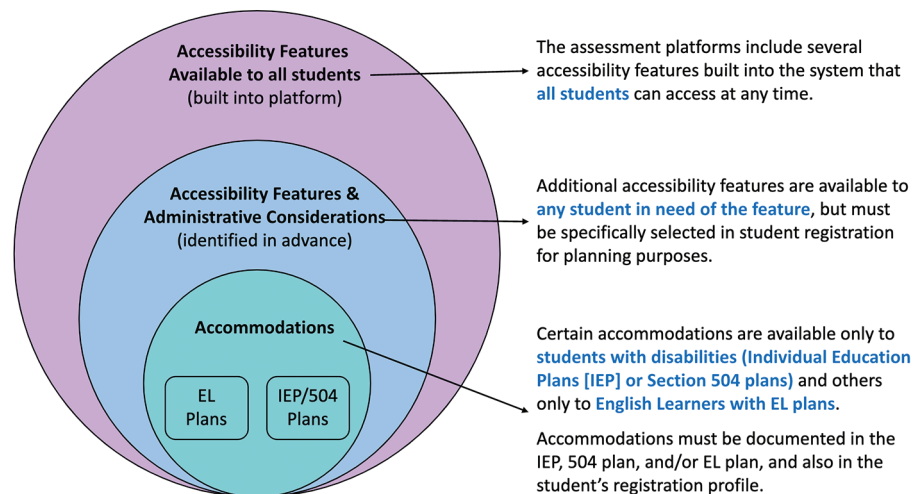 Accessibility Features
Available to all students
(built into platform)
The assessment platforms include several
accessibility features built into the system that
all students can access at any time.
Accessibility Features &
Administrative Considerations
(identified in advance)
Additional accessibility features are available to
any student in need of the feature, but must
be specifically selected in student registration
for planning purposes.
Accommodations
EL
Plans
IEP/504
Plans
Certain accommodations are available only to
students with disabilities (Individual Education
Plans [IEP] or Section 504 plans) and others
only to English Learners with EL plans.
Accommodations must be documented in the
IEP, 504 plan, and/or EL plan, and also in the
student’s registration profile.